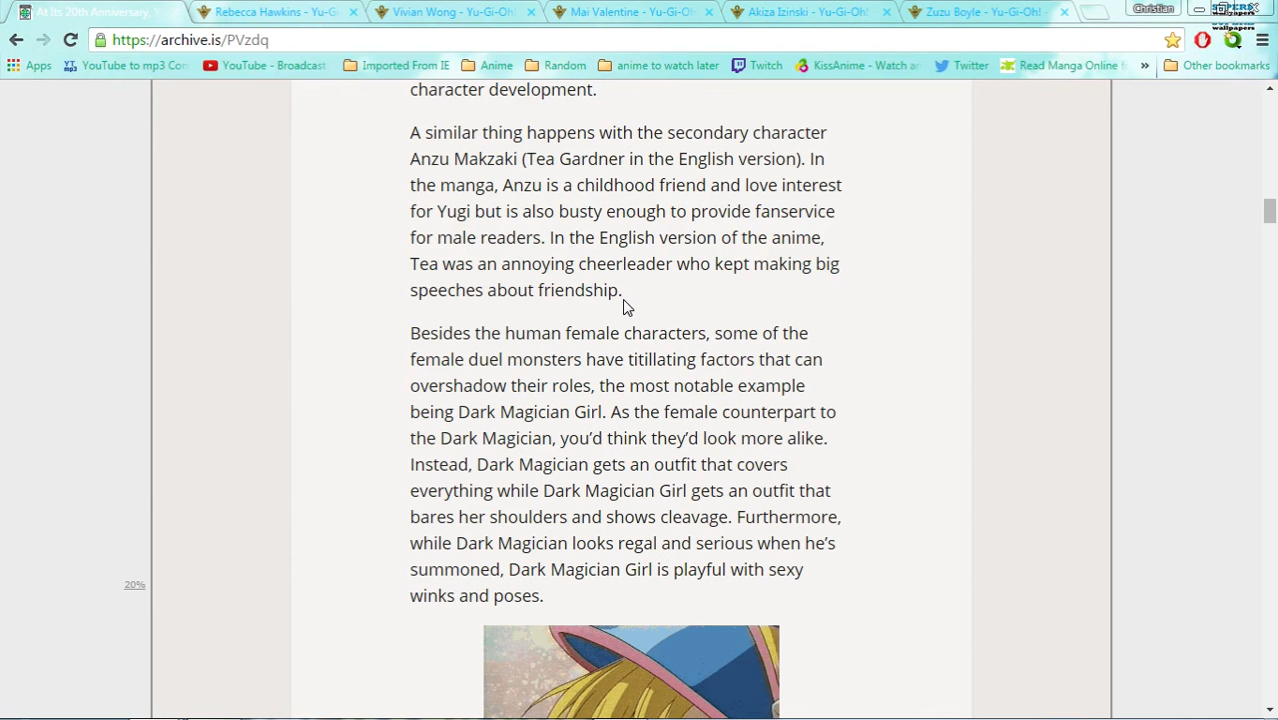 At Its 20th Anniversary, Y
Rebecca Hawkins - Yu-Gi-
Vivian Wong - Yu-Gi-Oh!
Mai Valentine - Yu-Gi-Oh
Akiza Izinski - Yu-Gi-Oh!
Zuzu Boyle - Yu-Gi-Oh! -
Christian
wallpapers
https://archive.is/PVzdq
Apps
YouTube to mp3 Con
YouTube - Broadcast
Imported From IE
Anime
Random
anime to watch later
Twitch
KissAnime - Watch an
Twitter
Read Manga Online f
»
Other bookmarks
character development.
A similar thing happens with the secondary character
Anzu Makzaki (Tea Gardner in the English version). In
the manga, Anzu is a childhood friend and love interest
for Yugi but is also busty enough to provide fanservice
for male readers. In the English version of the anime,
Tea was an annoying cheerleader who kept making big
speeches about friendship.
Besides the human female characters, some of the
female duel monsters have titillating factors that can
overshadow their roles, the most notable example
being Dark Magician Girl. As the female counterpart to
the Dark Magician, you’d think they’d look more alike.
Instead, Dark Magician gets an outfit that covers
everything while Dark Magician Girl gets an outfit that
bares her shoulders and shows cleavage. Furthermore,
while Dark Magician looks regal and serious when he’s
summoned, Dark Magician Girl is playful with sexy
20%
winks and poses.